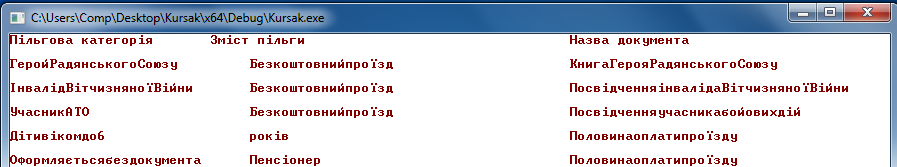 C:\Users\Comp\Desktop\Kursak\x64\Debug\Kursak.exe
Пільгова категорія Зміст пільги Назва документа
ГеройРадянськогоСоюзу Безкоштовнийпроїзд КнигаГерояРадянськогоСоюзу
ІнвалідВітчизняноїВійни Безкоштовнийпроїзд ПосвідченняінвалідаВітчизняноїВійни
УчасникАТО Безкоштовнийпроїзд Посвідченняучасникабойовихдій
Дітивікомдо6 років Половинаоплатипроїзду
Оформляєтьсябездокумента Пенсіонер Половинаоплатипроїзду